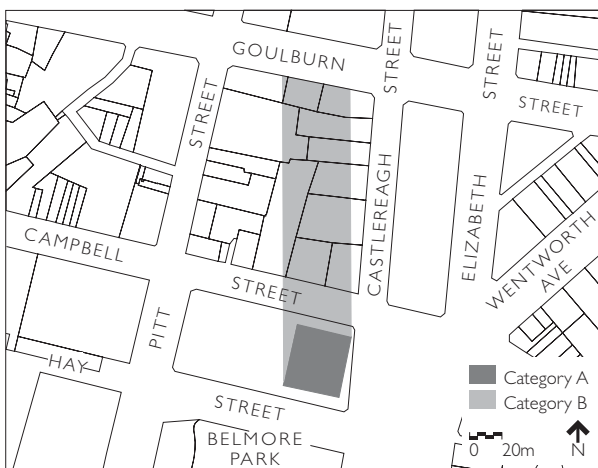 GOULBURN
STREET
STREET
STREET
STREET
CASTLEREAGH
ELIZABETH
WENTWORTH
AVE
CAMPBELL
STREET
PITT
HAY
STREET
BELMORE
PARK
Category A
Category B
0 20m N